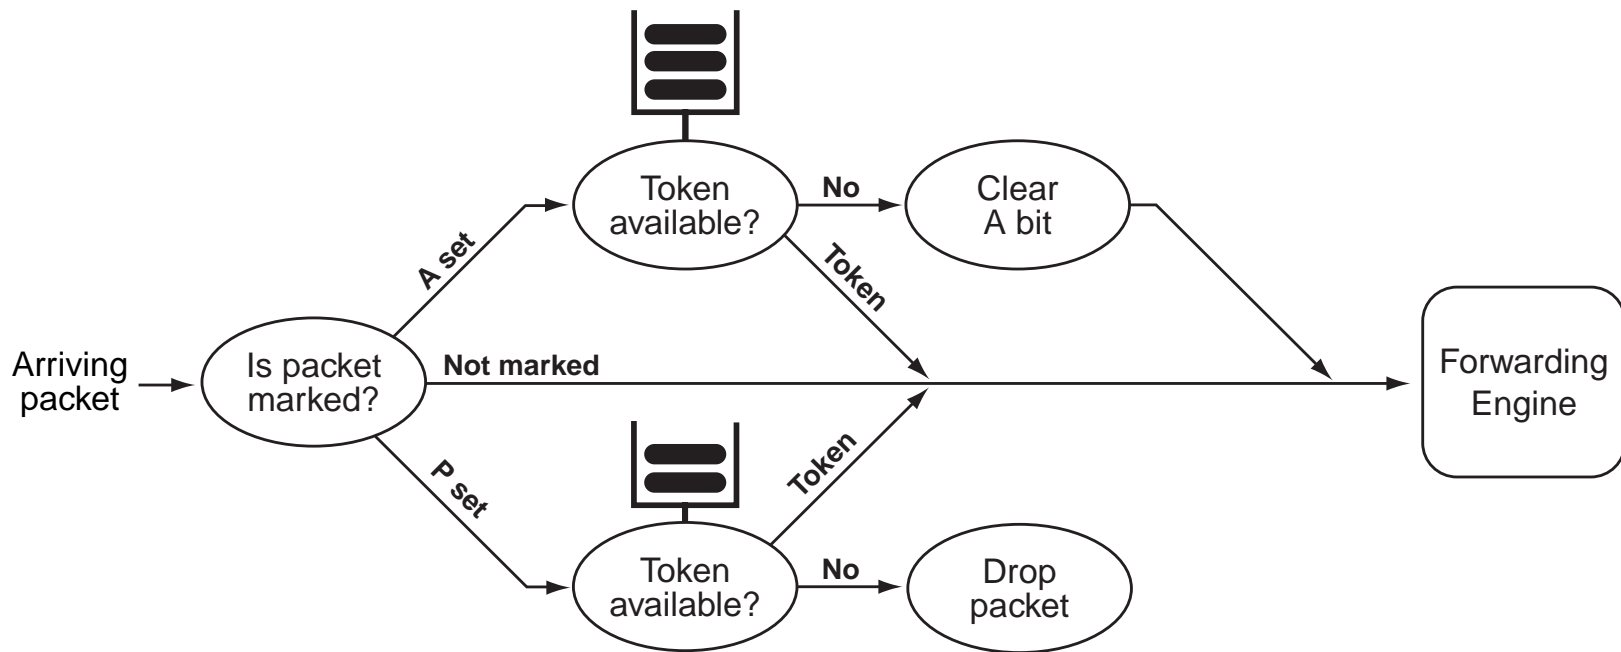 Token
available?
No
Clear
A bit
A set
Token
Arriving
packet
Is packet
marked?
Not marked
Forwarding
Engine
P set
Token
Token
available?
No
Drop
packet